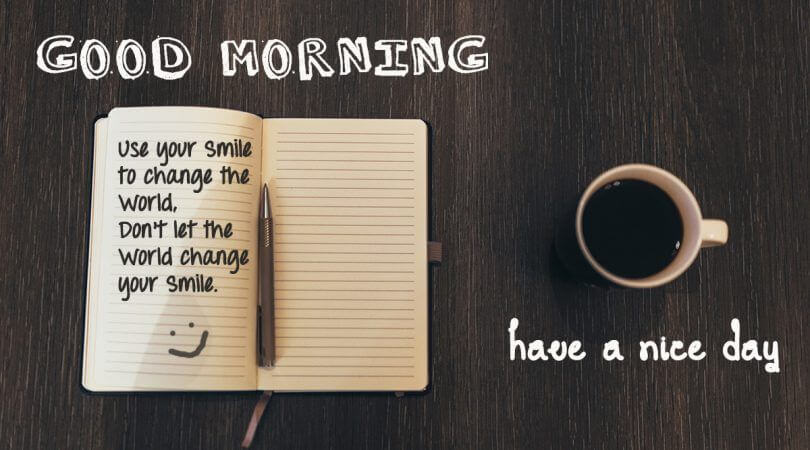 GOOD MORNING
Use your smile
to change the
world,
Don't let the
world change
your smile.
have a nice day